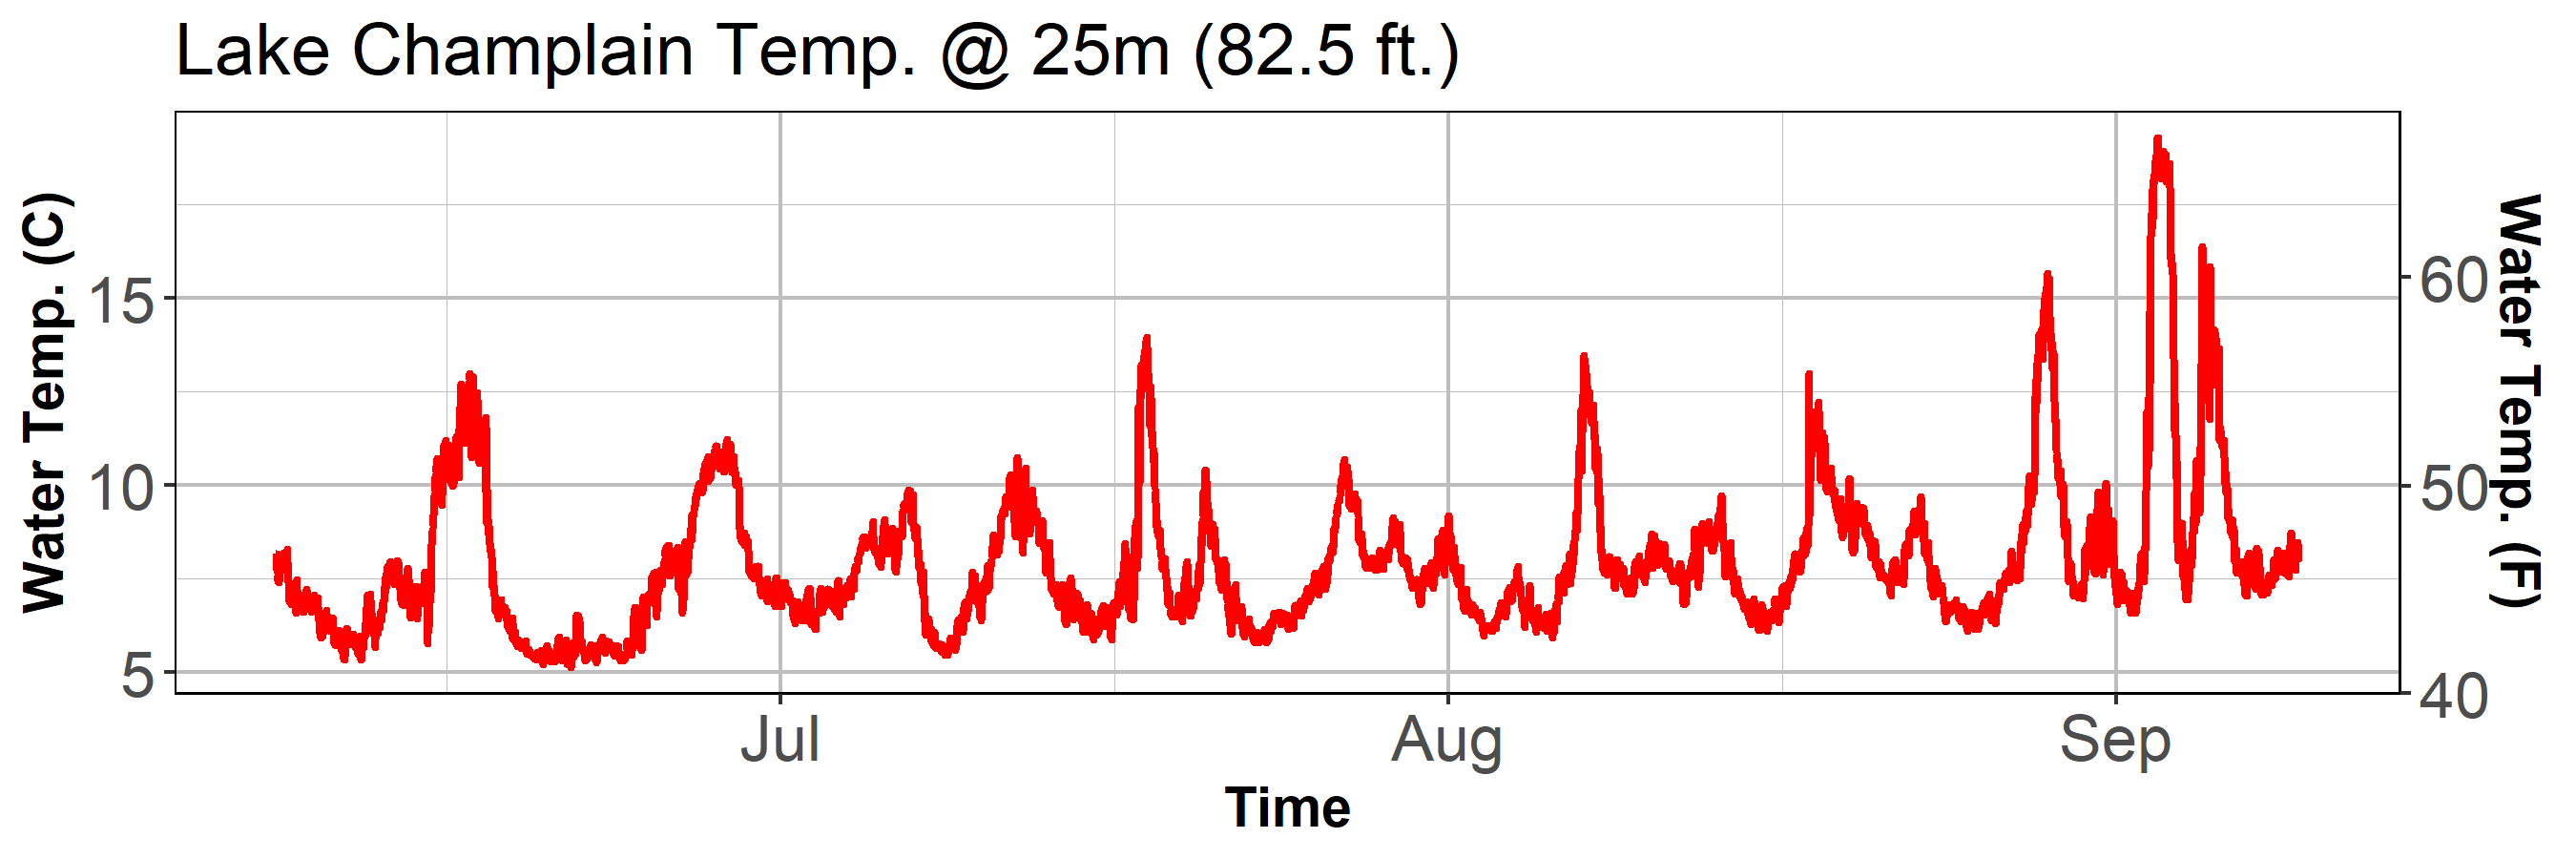 Lake Champlain Temp. @ 25m (82.5 ft.)
Water Temp. (C)
15
10
5
60
50
40
Water Temp. (F)
Jul
Aug
Sep
Time